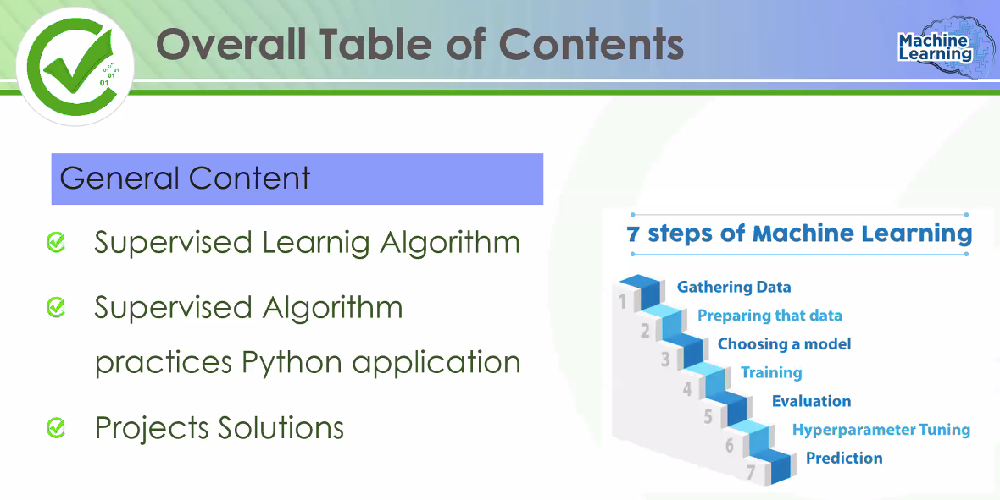 Overall Table of Contents
Machine
Learning
01
01
01
01
General Content
Supervised Learnig Algorithm
Supervised Algorithm
practices Python application
Projects Solutions
7 steps of Machine Learning
1 Gathering Data
2 Preparing that data
3 Choosing a model
4 Training
5 Evaluation
6 Hyperparameter Tuning
7 Prediction